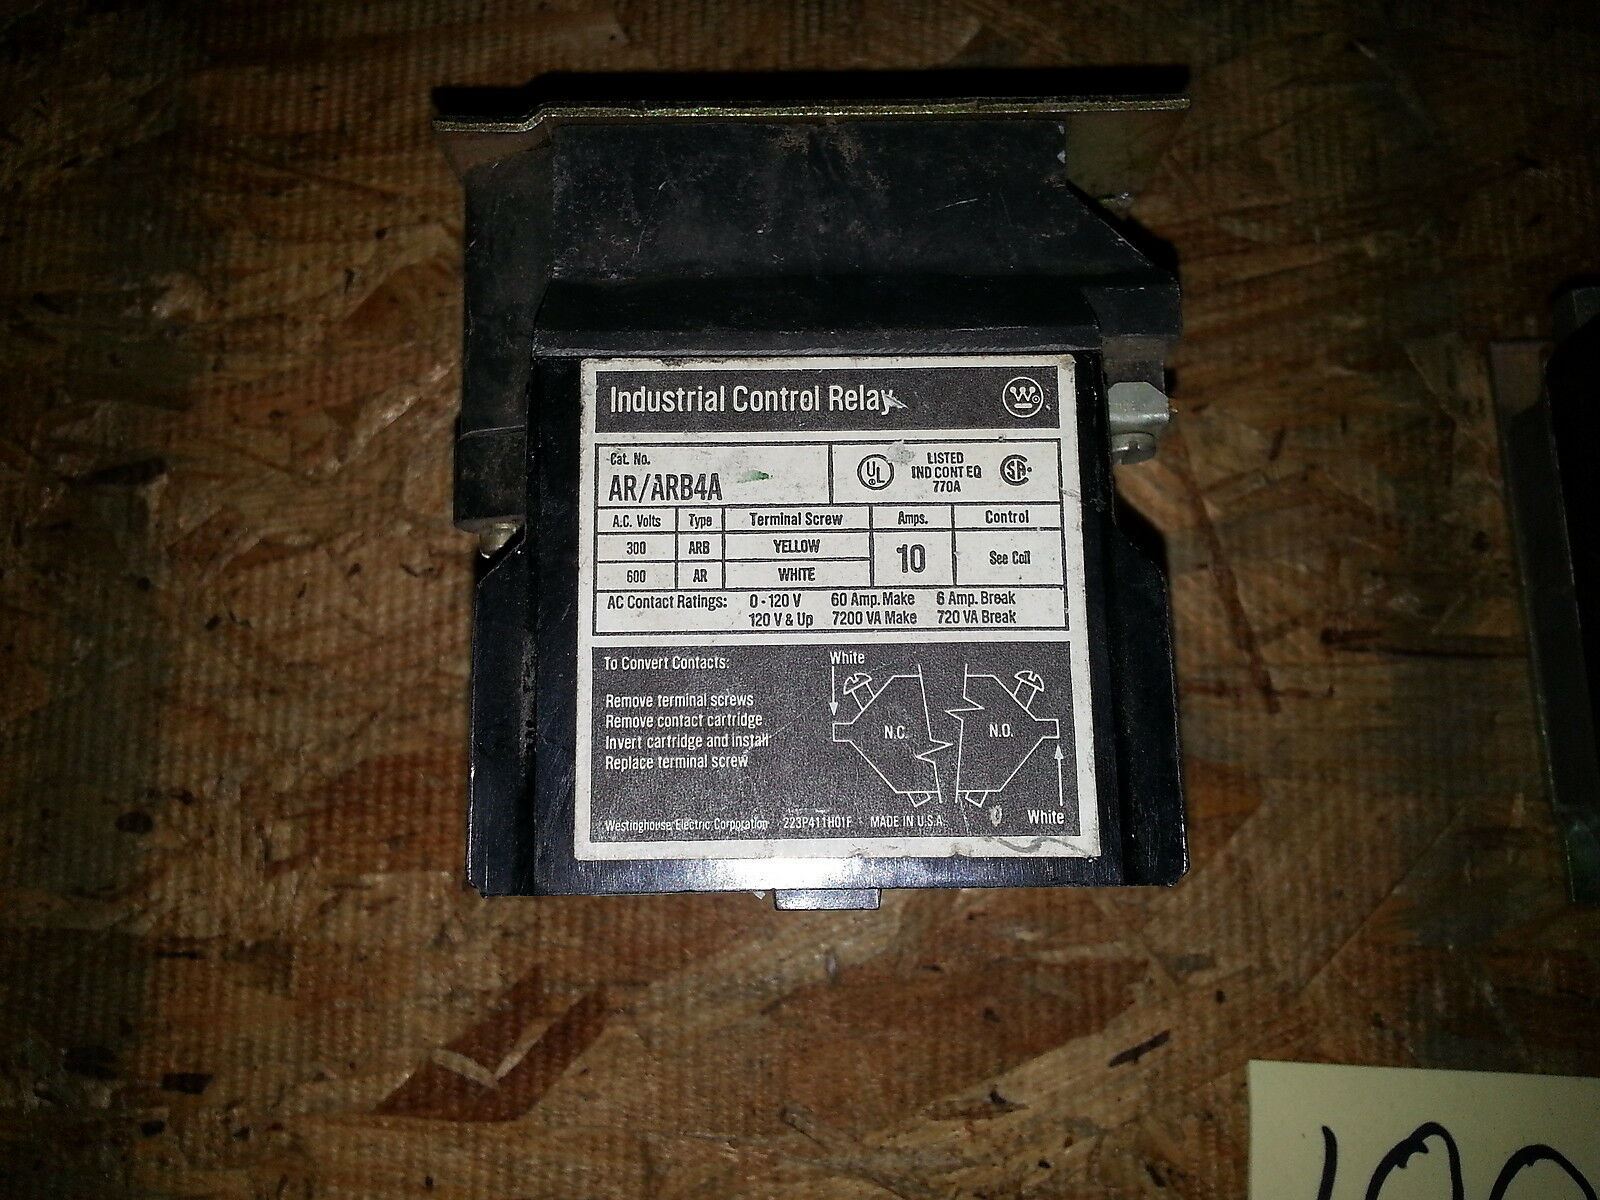 Industrial Control Relay
W
Cat. No.
AR/ARB4A
UL
LISTED
IND CONT EQ
770A
SA
A.C. Volts Type Terminal Screw Amps. Control
300 ARB YELLOW 10 See Coil
600 AR WHITE
AC Contact Ratings: 0-120 V 60 Amp. Make 6 Amp. Break
120 V & Up 7200 VA Make 720 VA Break
To Convert Contacts:
Remove terminal screws
Remove contact cartridge
Invert cartridge and install
Replace terminal screw
White
N.C.
N.O.
White
Westinghouse Electric Corporation 223P411H01F MADE IN U.S.A.